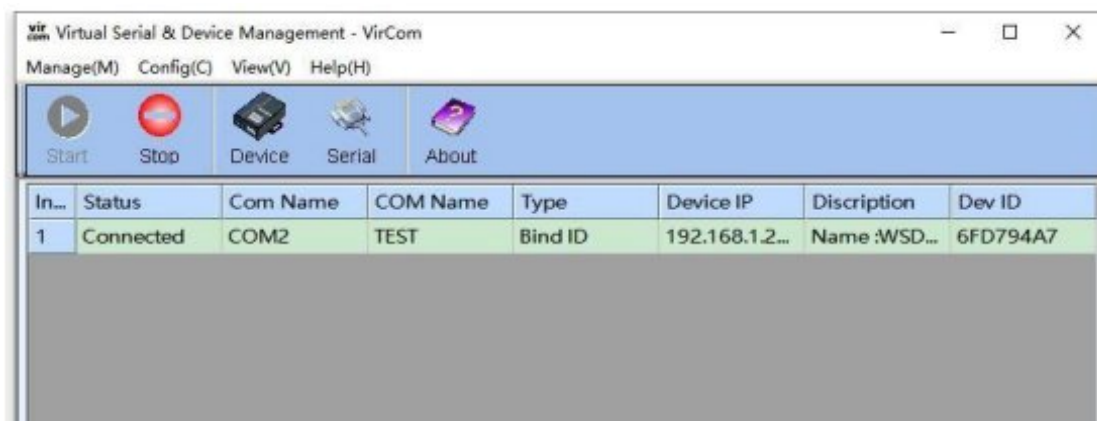 vir com Virtual Serial & Device Management - VirCom
Manage(M) Config(C) View(V) Help(H)
Start Stop Device Serial About
In... Status Com Name COM Name Type Device IP Discription Dev ID
1 Connected COM2 TEST Bind ID 192.168.1.2... Name :WSD... 6FD794A7